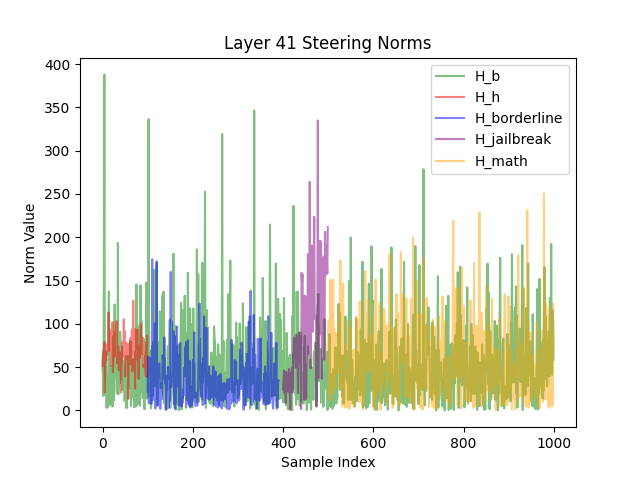 Layer 41 Steering Norms
400
350
300
250
200
150
100
50
0
Norm Value
H_b
H_h
H_borderline
H_jailbreak
H_math
0
200
400
600
800
1000
Sample Index